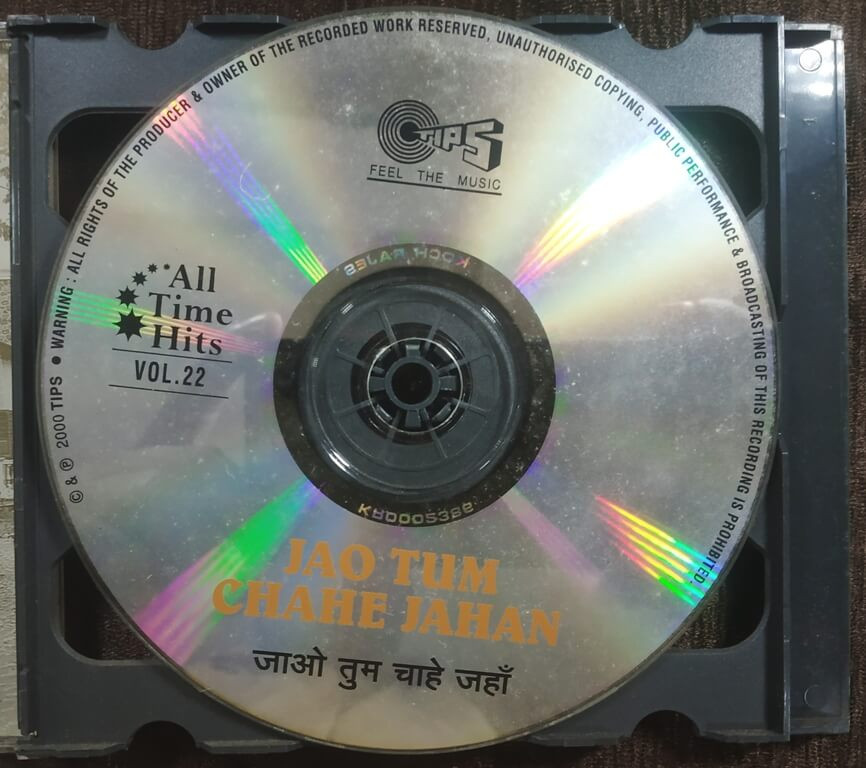 WARNING : ALL RIGHTS OF THE PRODUCER & OWNER OF THE RECORDED WORK RESERVED, UNAUTHORISED COPYING, PUBLIC PERFORMANCE & BROADCASTING OF THIS RECORDING IS PROHIBITED.
TIPS
FEEL THE MUSIC
All
Time
Hits
VOL.22
© & ℗ 2000 TIPS ●
JAO TUM
CHAHE JAHAN
जाओ तुम चाहे जहाँ